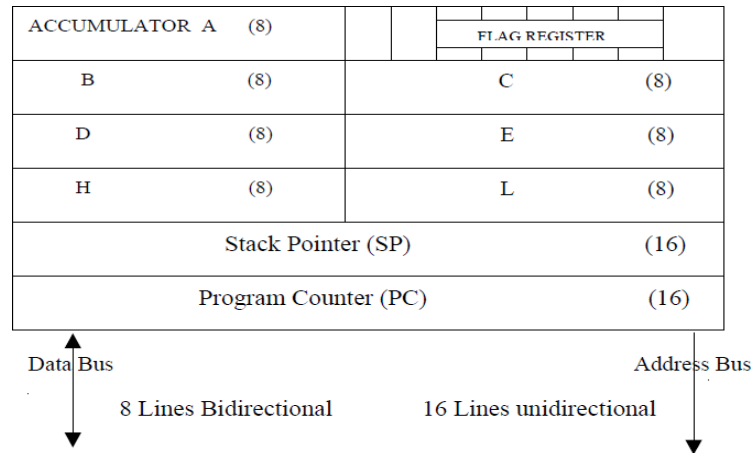 ACCUMULATOR A (8) FLAG REGISTER
B (8) C (8)
D (8) E (8)
H (8) L (8)
Stack Pointer (SP) (16)
Program Counter (PC) (16)
Data Bus Address Bus
8 Lines Bidirectional 16 Lines unidirectional